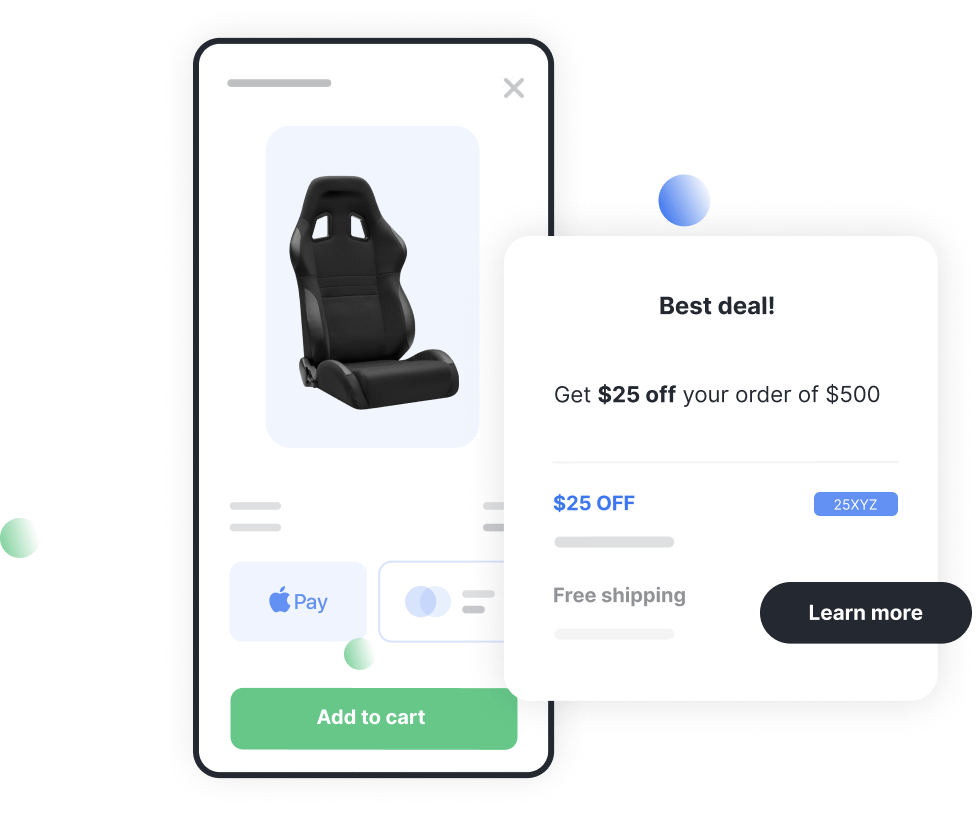 Best deal!
Get $25 off your order of $500
$25 OFF
25XYZ
Free shipping
Learn more
Pay
Add to cart